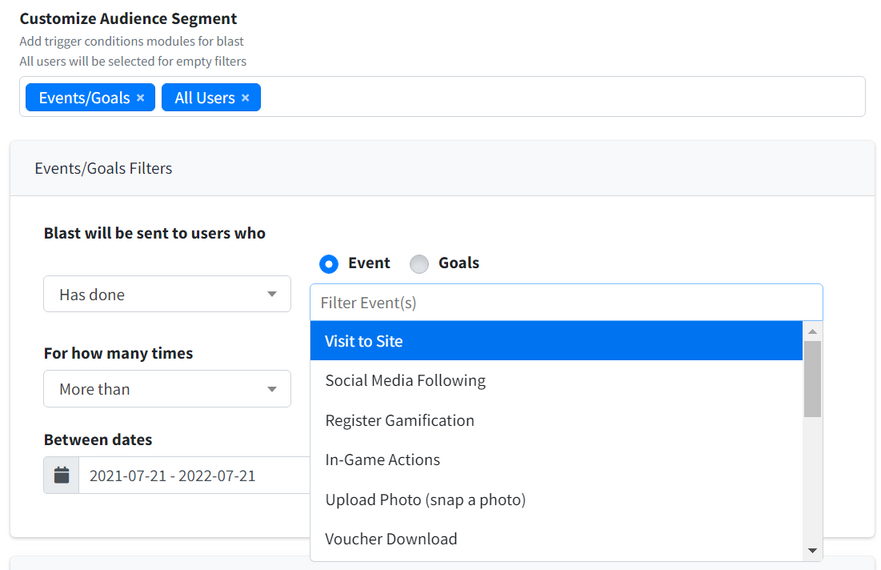 Customize Audience Segment
Add trigger conditions modules for blast
All users will be selected for empty filters
Events/Goals × All Users ×
Events/Goals Filters
Blast will be sent to users who
Event Goals
Has done
Filter Event(s)
Visit to Site
For how many times
Social Media Following
More than
Register Gamification
Between dates
In-Game Actions
2021-07-21 - 2022-07-21
Upload Photo (snap a photo)
Voucher Download